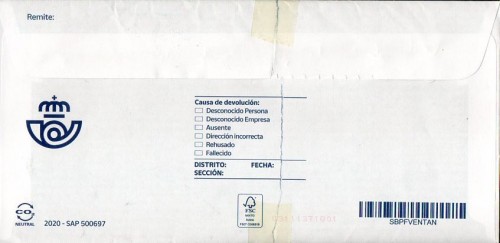 Remite:
Causa de devolución:
Desconocido Persona
Desconocido Empresa
Ausente
Dirección incorrecta
Rehusado
Fallecido
DISTRITO: FECHA:
SECCIÓN:
CO2
NEUTRAL
2020 - SAP 500697
FSC
SBPFVENTAN